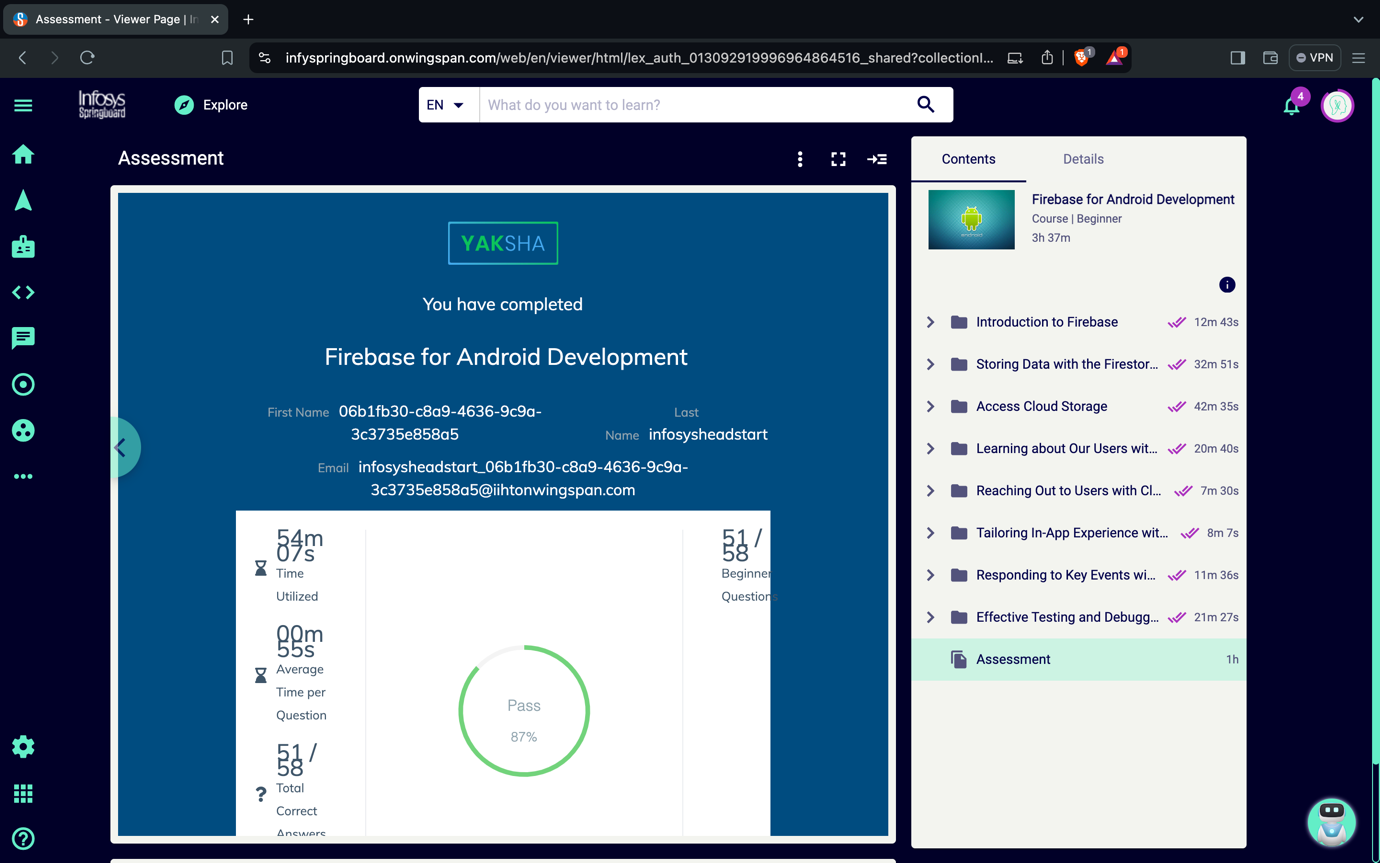 Assessment - Viewer Page | In
infyspringboard.onwingspan.com/web/en/viewer/html/lex_auth_013092919996964864516_shared?collectionI...
1
1
VPN
Infosys
Springboard
Explore
EN
What do you want to learn?
4
Assessment
YAKSHA
You have completed
Firebase for Android Development
First Name 06b1fb30-c8a9-4636-9c9a-
3c3735e858a5
Last
Name infosysheadstart
Email infosysheadstart_06b1fb30-c8a9-4636-9c9a-
3c3735e858a5@iihtonwingspan.com
54m
07s
Time
Utilized
00m
55s
Average
Time per
Question
51 /
58
Total
Correct
Answers
Pass
87%
51 /
58
Beginner
Questions
Contents
Details
Firebase for Android Development
Course | Beginner
3h 37m
Introduction to Firebase 12m 43s
Storing Data with the Firestor... 32m 51s
Access Cloud Storage 42m 35s
Learning about Our Users wit... 20m 40s
Reaching Out to Users with Cl... 7m 30s
Tailoring In-App Experience wit... 8m 7s
Responding to Key Events wi... 11m 36s
Effective Testing and Debugg... 21m 27s
Assessment 1h